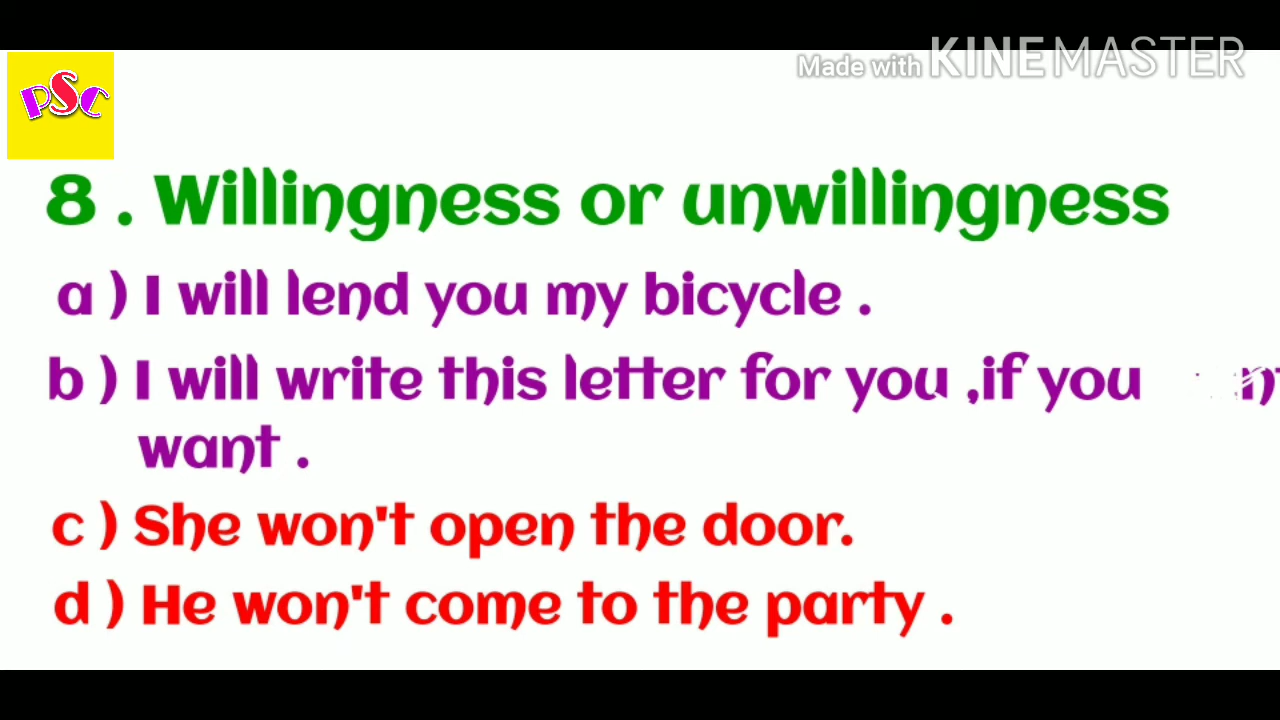 Made with KINEMASTER
PSC
8 . Willingness or unwillingness
a ) I will lend you my bicycle .
b ) I will write this letter for you ,if you
want .
c ) She won't open the door.
d ) He won't come to the party .